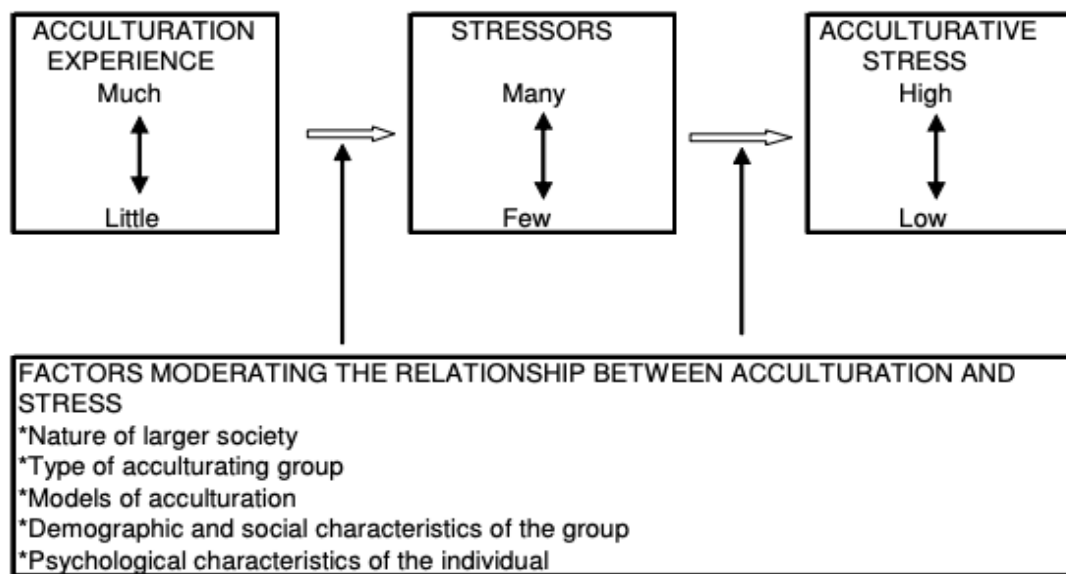 ACCULTURATION
EXPERIENCE
Much
Little
STRESSORS
Many
Few
ACCULTURATIVE
STRESS
High
Low
FACTORS MODERATING THE RELATIONSHIP BETWEEN ACCULTURATION AND
STRESS
*Nature of larger society
*Type of acculturating group
*Models of acculturation
*Demographic and social characteristics of the group
*Psychological characteristics of the individual